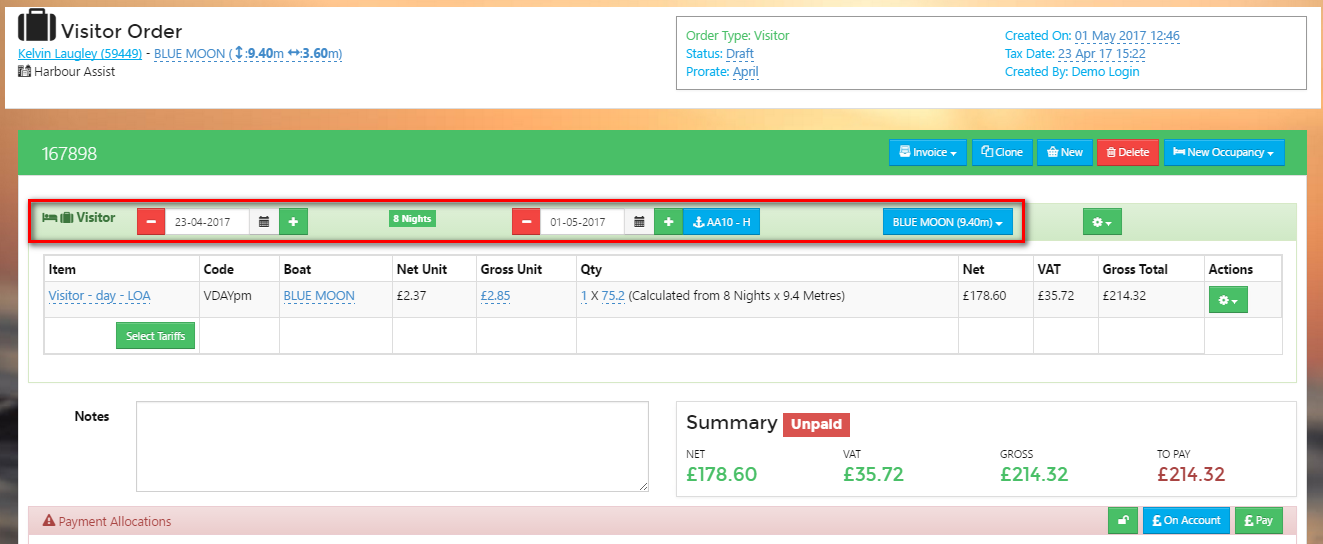 Visitor Order
Kelvin Laugley (59449) - BLUE MOON (↕:9.40m ↔:3.60m)
Harbour Assist
Order Type: Visitor
Status: Draft
Prorate: April
Created On: 01 May 2017 12:46
Tax Date: 23 Apr 17 15:22
Created By: Demo Login
167898
Invoice Clone New Delete New Occupancy
Visitor 23-04-2017 8 Nights 01-05-2017 AA10 - H BLUE MOON (9.40m)
Item Code Boat Net Unit Gross Unit Qty Net VAT Gross Total Actions
Visitor - day - LOA VDAYpm BLUE MOON £2.37 £2.85 1 X 75.2 (Calculated from 8 Nights x 9.4 Metres) £178.60 £35.72 £214.32
Select Tariffs
Notes
Summary Unpaid
NET VAT GROSS TO PAY
£178.60 £35.72 £214.32 £214.32
Payment Allocations
£ On Account £ Pay